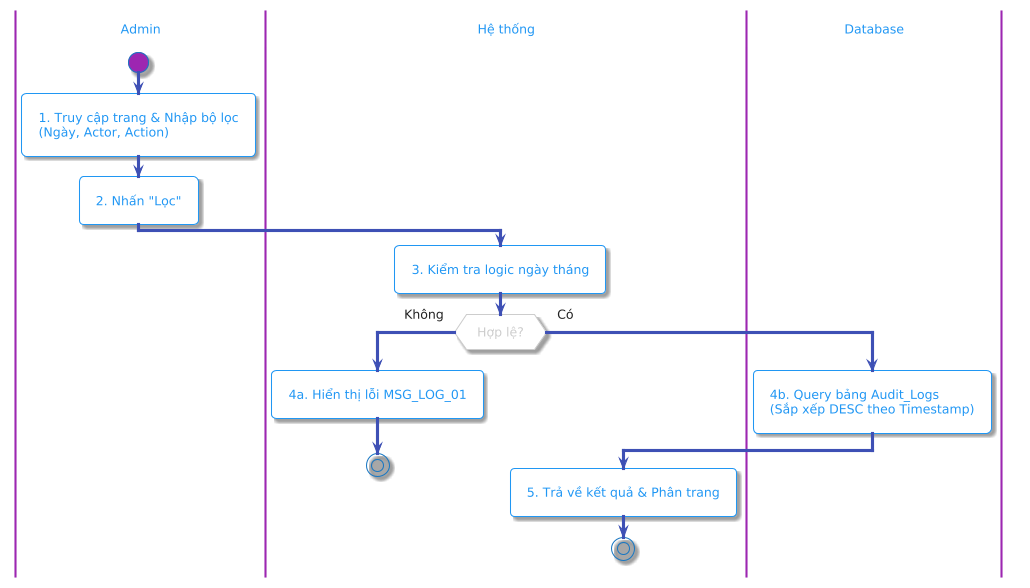 Admin
Hệ thống
Database
1. Truy cập trang & Nhập bộ lọc
(Ngày, Actor, Action)
2. Nhấn "Lọc"
3. Kiểm tra logic ngày tháng
Không
Hợp lệ?
Có
4a. Hiển thị lỗi MSG_LOG_01
4b. Query bảng Audit_Logs
(Sắp xếp DESC theo Timestamp)
5. Trả về kết quả & Phân trang